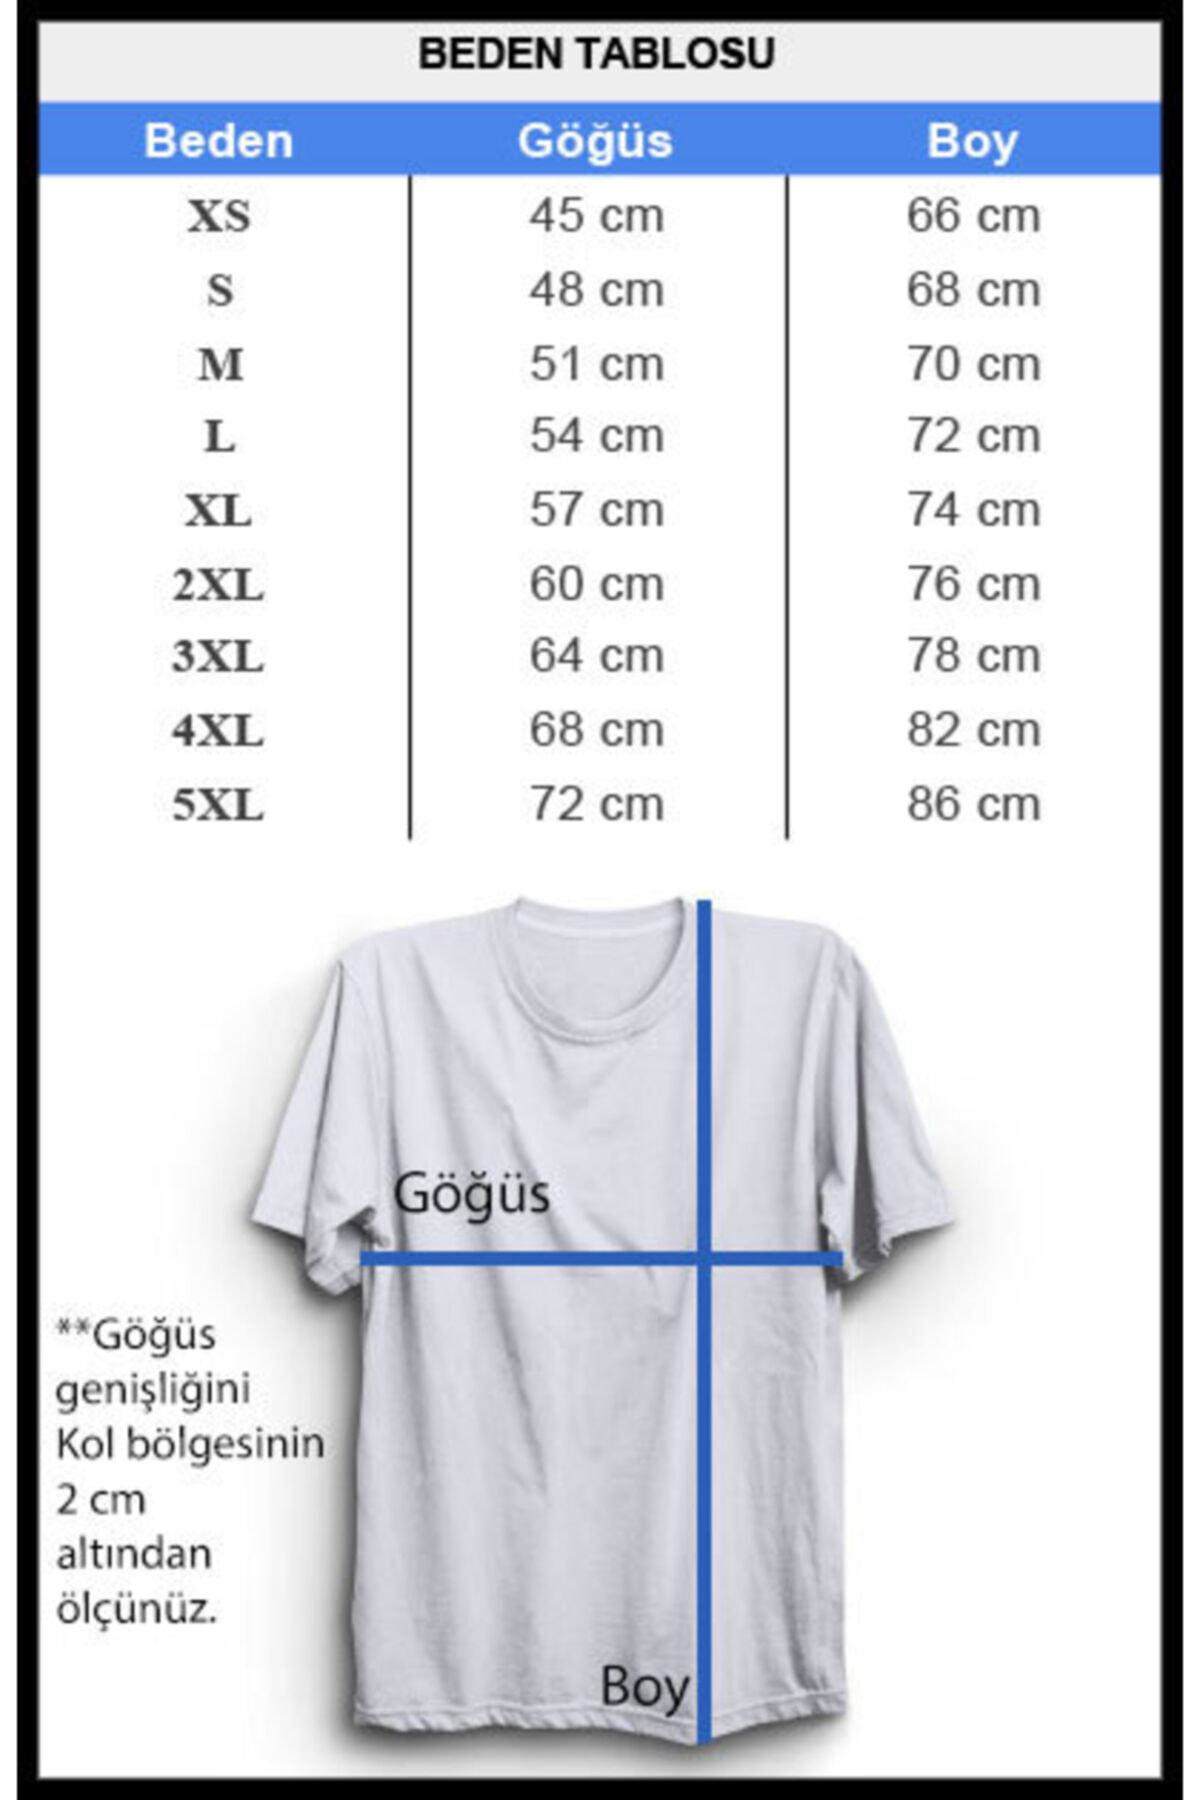 BEDEN TABLOSU
Beden Göğüs Boy
XS 45 cm 66 cm
S 48 cm 68 cm
M 51 cm 70 cm
L 54 cm 72 cm
XL 57 cm 74 cm
2XL 60 cm 76 cm
3XL 64 cm 78 cm
4XL 68 cm 82 cm
5XL 72 cm 86 cm
Göğüs
**Göğüs
genişliğini
Kol bölgesinin
2 cm
altından
ölçünüz.
Boy